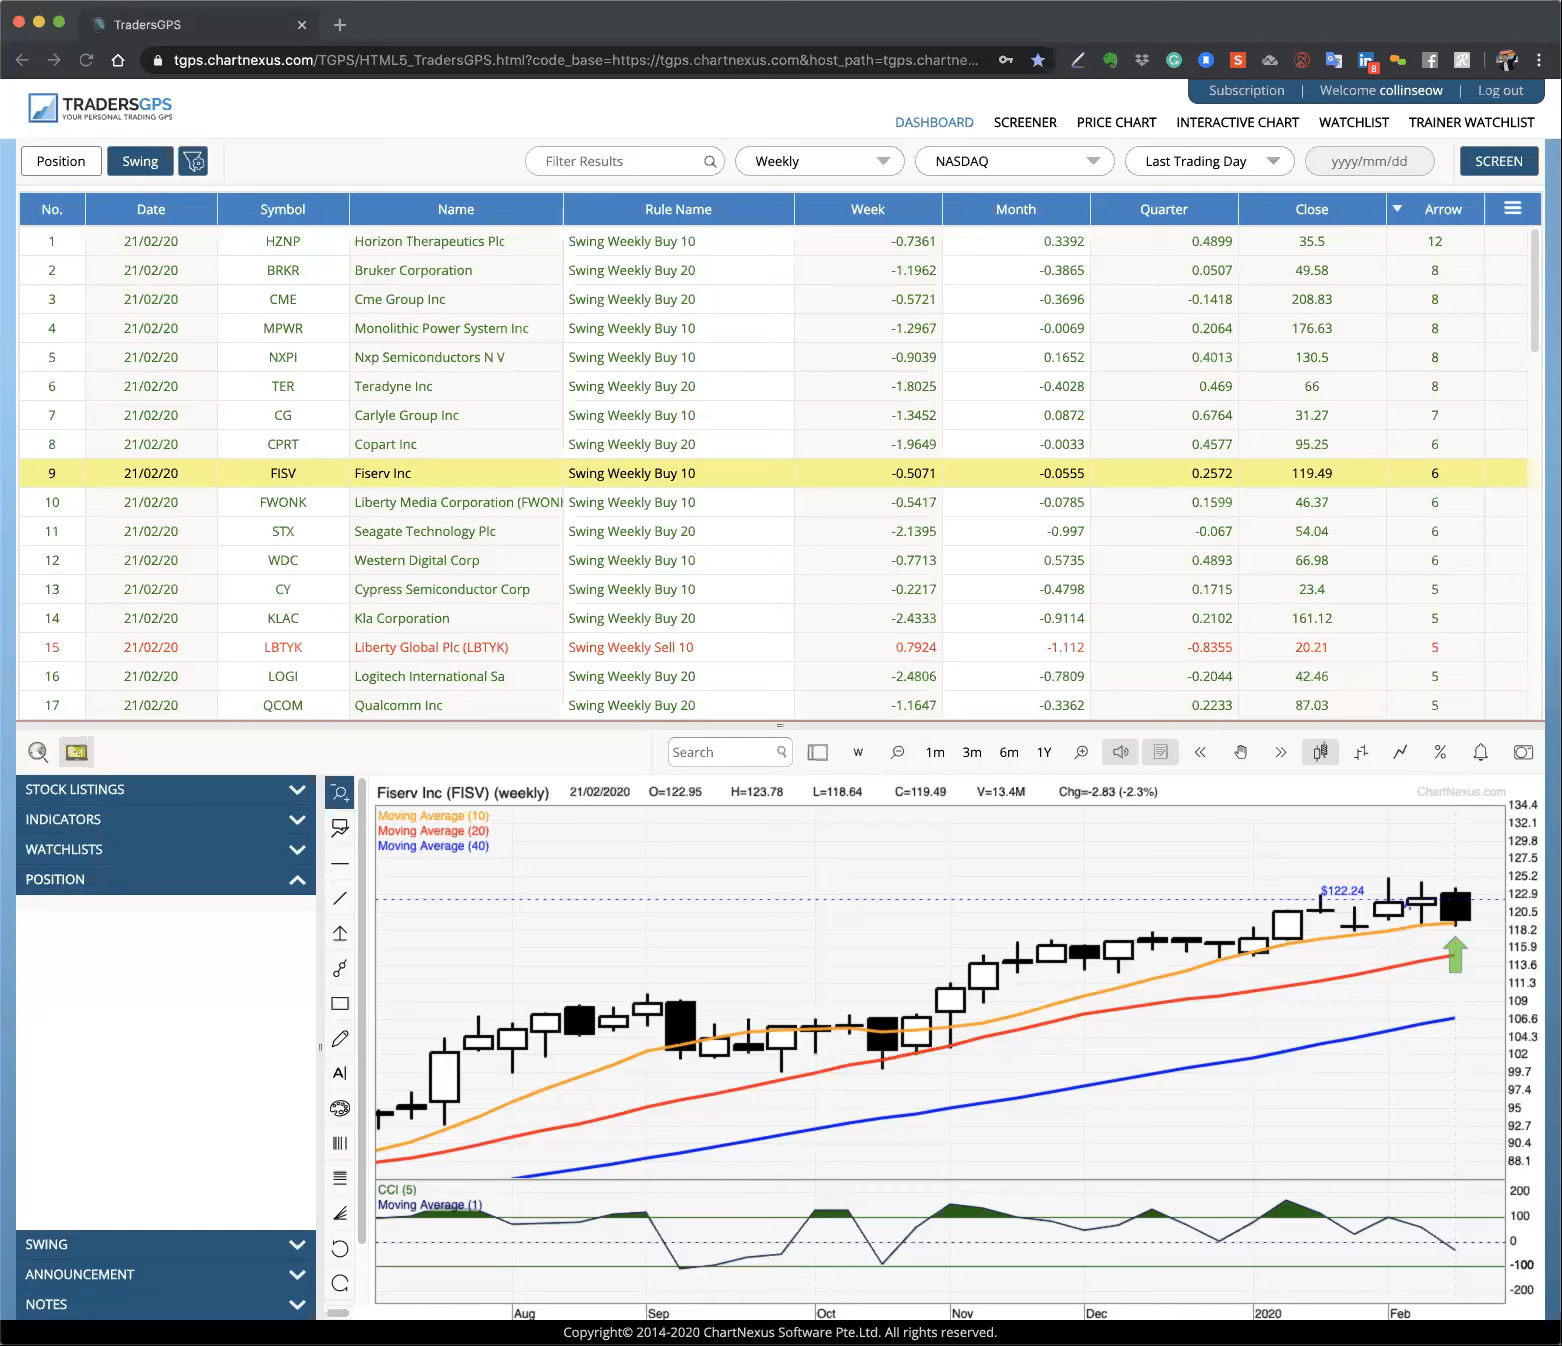 TradersGPS
tgps.chartnexus.com/TGPS/HTML5_TradersGPS.html?code_base=https://tgps.chartnexus.com&host_path=tgps.chartne...
S
8
TRADERSGPS
YOUR PERSONAL TRADING GPS
Subscription | Welcome collinseow | Log out
DASHBOARD SCREENER PRICE CHART INTERACTIVE CHART WATCHLIST TRAINER WATCHLIST
Position Swing Filter Results Weekly NASDAQ Last Trading Day yyyy/mm/dd SCREEN
No. Date Symbol Name Rule Name Week Month Quarter Close Arrow
1 21/02/20 HZNP Horizon Therapeutics Plc Swing Weekly Buy 10 -0.7361 0.3392 0.4899 35.5 12
2 21/02/20 BRKR Bruker Corporation Swing Weekly Buy 20 -1.1962 -0.3865 0.0507 49.58 8
3 21/02/20 CME Cme Group Inc Swing Weekly Buy 20 -0.5721 -0.3696 -0.1418 208.83 8
4 21/02/20 MPWR Monolithic Power System Inc Swing Weekly Buy 10 -1.2967 -0.0069 0.2064 176.63 8
5 21/02/20 NXPI Nxp Semiconductors N V Swing Weekly Buy 10 -0.9039 0.1652 0.4013 130.5 8
6 21/02/20 TER Teradyne Inc Swing Weekly Buy 20 -1.8025 -0.4028 0.469 66 8
7 21/02/20 CG Carlyle Group Inc Swing Weekly Buy 10 -1.3452 0.0872 0.6764 31.27 7
8 21/02/20 CPRT Copart Inc Swing Weekly Buy 20 -1.9649 -0.0033 0.4577 95.25 6
9 21/02/20 FISV Fiserv Inc Swing Weekly Buy 10 -0.5071 -0.0555 0.2572 119.49 6
10 21/02/20 FWONK Liberty Media Corporation (FWON Swing Weekly Buy 10 -0.5417 -0.0785 0.1599 46.37 6
11 21/02/20 STX Seagate Technology Plc Swing Weekly Buy 20 -2.1395 -0.997 -0.067 54.04 6
12 21/02/20 WDC Western Digital Corp Swing Weekly Buy 10 -0.7713 0.5735 0.4893 66.98 6
13 21/02/20 CY Cypress Semiconductor Corp Swing Weekly Buy 10 -0.2217 -0.4798 0.1715 23.4 5
14 21/02/20 KLAC Kla Corporation Swing Weekly Buy 20 -2.4333 -0.9114 0.2102 161.12 5
15 21/02/20 LBTYK Liberty Global Plc (LBTYK) Swing Weekly Sell 10 0.7924 -1.112 -0.8355 20.21 5
16 21/02/20 LOGI Logitech International Sa Swing Weekly Buy 20 -2.4806 -0.7809 -0.2044 42.46 5
17 21/02/20 QCOM Qualcomm Inc Swing Weekly Buy 20 -1.1647 -0.3362 0.2233 87.03 5
Search W 1m 3m 6m 1Y %
STOCK LISTINGS
INDICATORS
WATCHLISTS
POSITION
A|
SWING
ANNOUNCEMENT
NOTES
Fiserv Inc (FISV) (weekly) 21/02/2020 O=122.95 H=123.78 L=118.64 C=119.49 V=13.4M Chg=-2.83 (-2.3%) ChartNexus.com
Moving Average (10)
Moving Average (20)
Moving Average (40)
$122.24
134.4
132.1
129.8
127.5
125.2
122.9
120.5
118.2
115.9
113.6
111.3
109
106.6
104.3
102
99.7
97.4
95
92.7
90.4
88.1
CCI (5)
Moving Average (1)
200
100
0
-100
-200
Aug Sep Oct Nov Dec 2020 Feb
Copyright© 2014-2020 ChartNexus Software Pte.Ltd. All rights reserved.